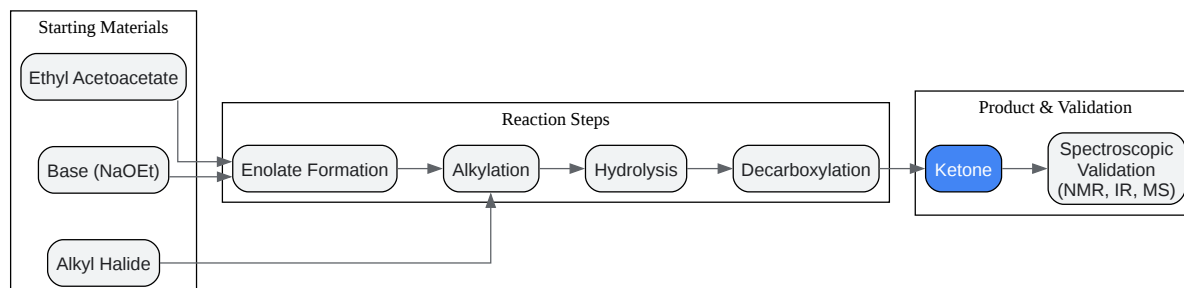 Starting Materials
Ethyl Acetoacetate
Base (NaOEt)
Alkyl Halide
Reaction Steps
Enolate Formation
Alkylation
Hydrolysis
Decarboxylation
Product & Validation
Ketone
Spectroscopic
Validation
(NMR, IR, MS)